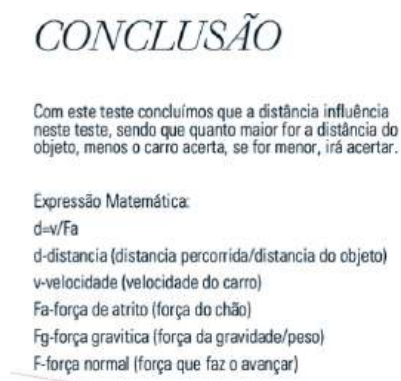 CONCLUSÃO
Com este teste concluímos que a distância influência
neste teste, sendo que quanto maior for a distância do
objeto, menos o carro acerta, se for menor, irá acertar.
Expressão Matemática:
d=v/Fa
d-distancia (distancia percorrida/distancia do objeto)
v-velocidade (velocidade do carro)
Fa-força de atrito (força do chão)
Fg-força gravitica (força da gravidade/peso)
F-força normal (força que faz o avançar)